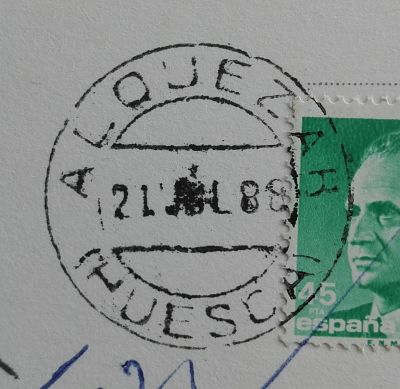 ALQUEZAR
21 JUL 88
(HUESCA)
45
PTA
españa